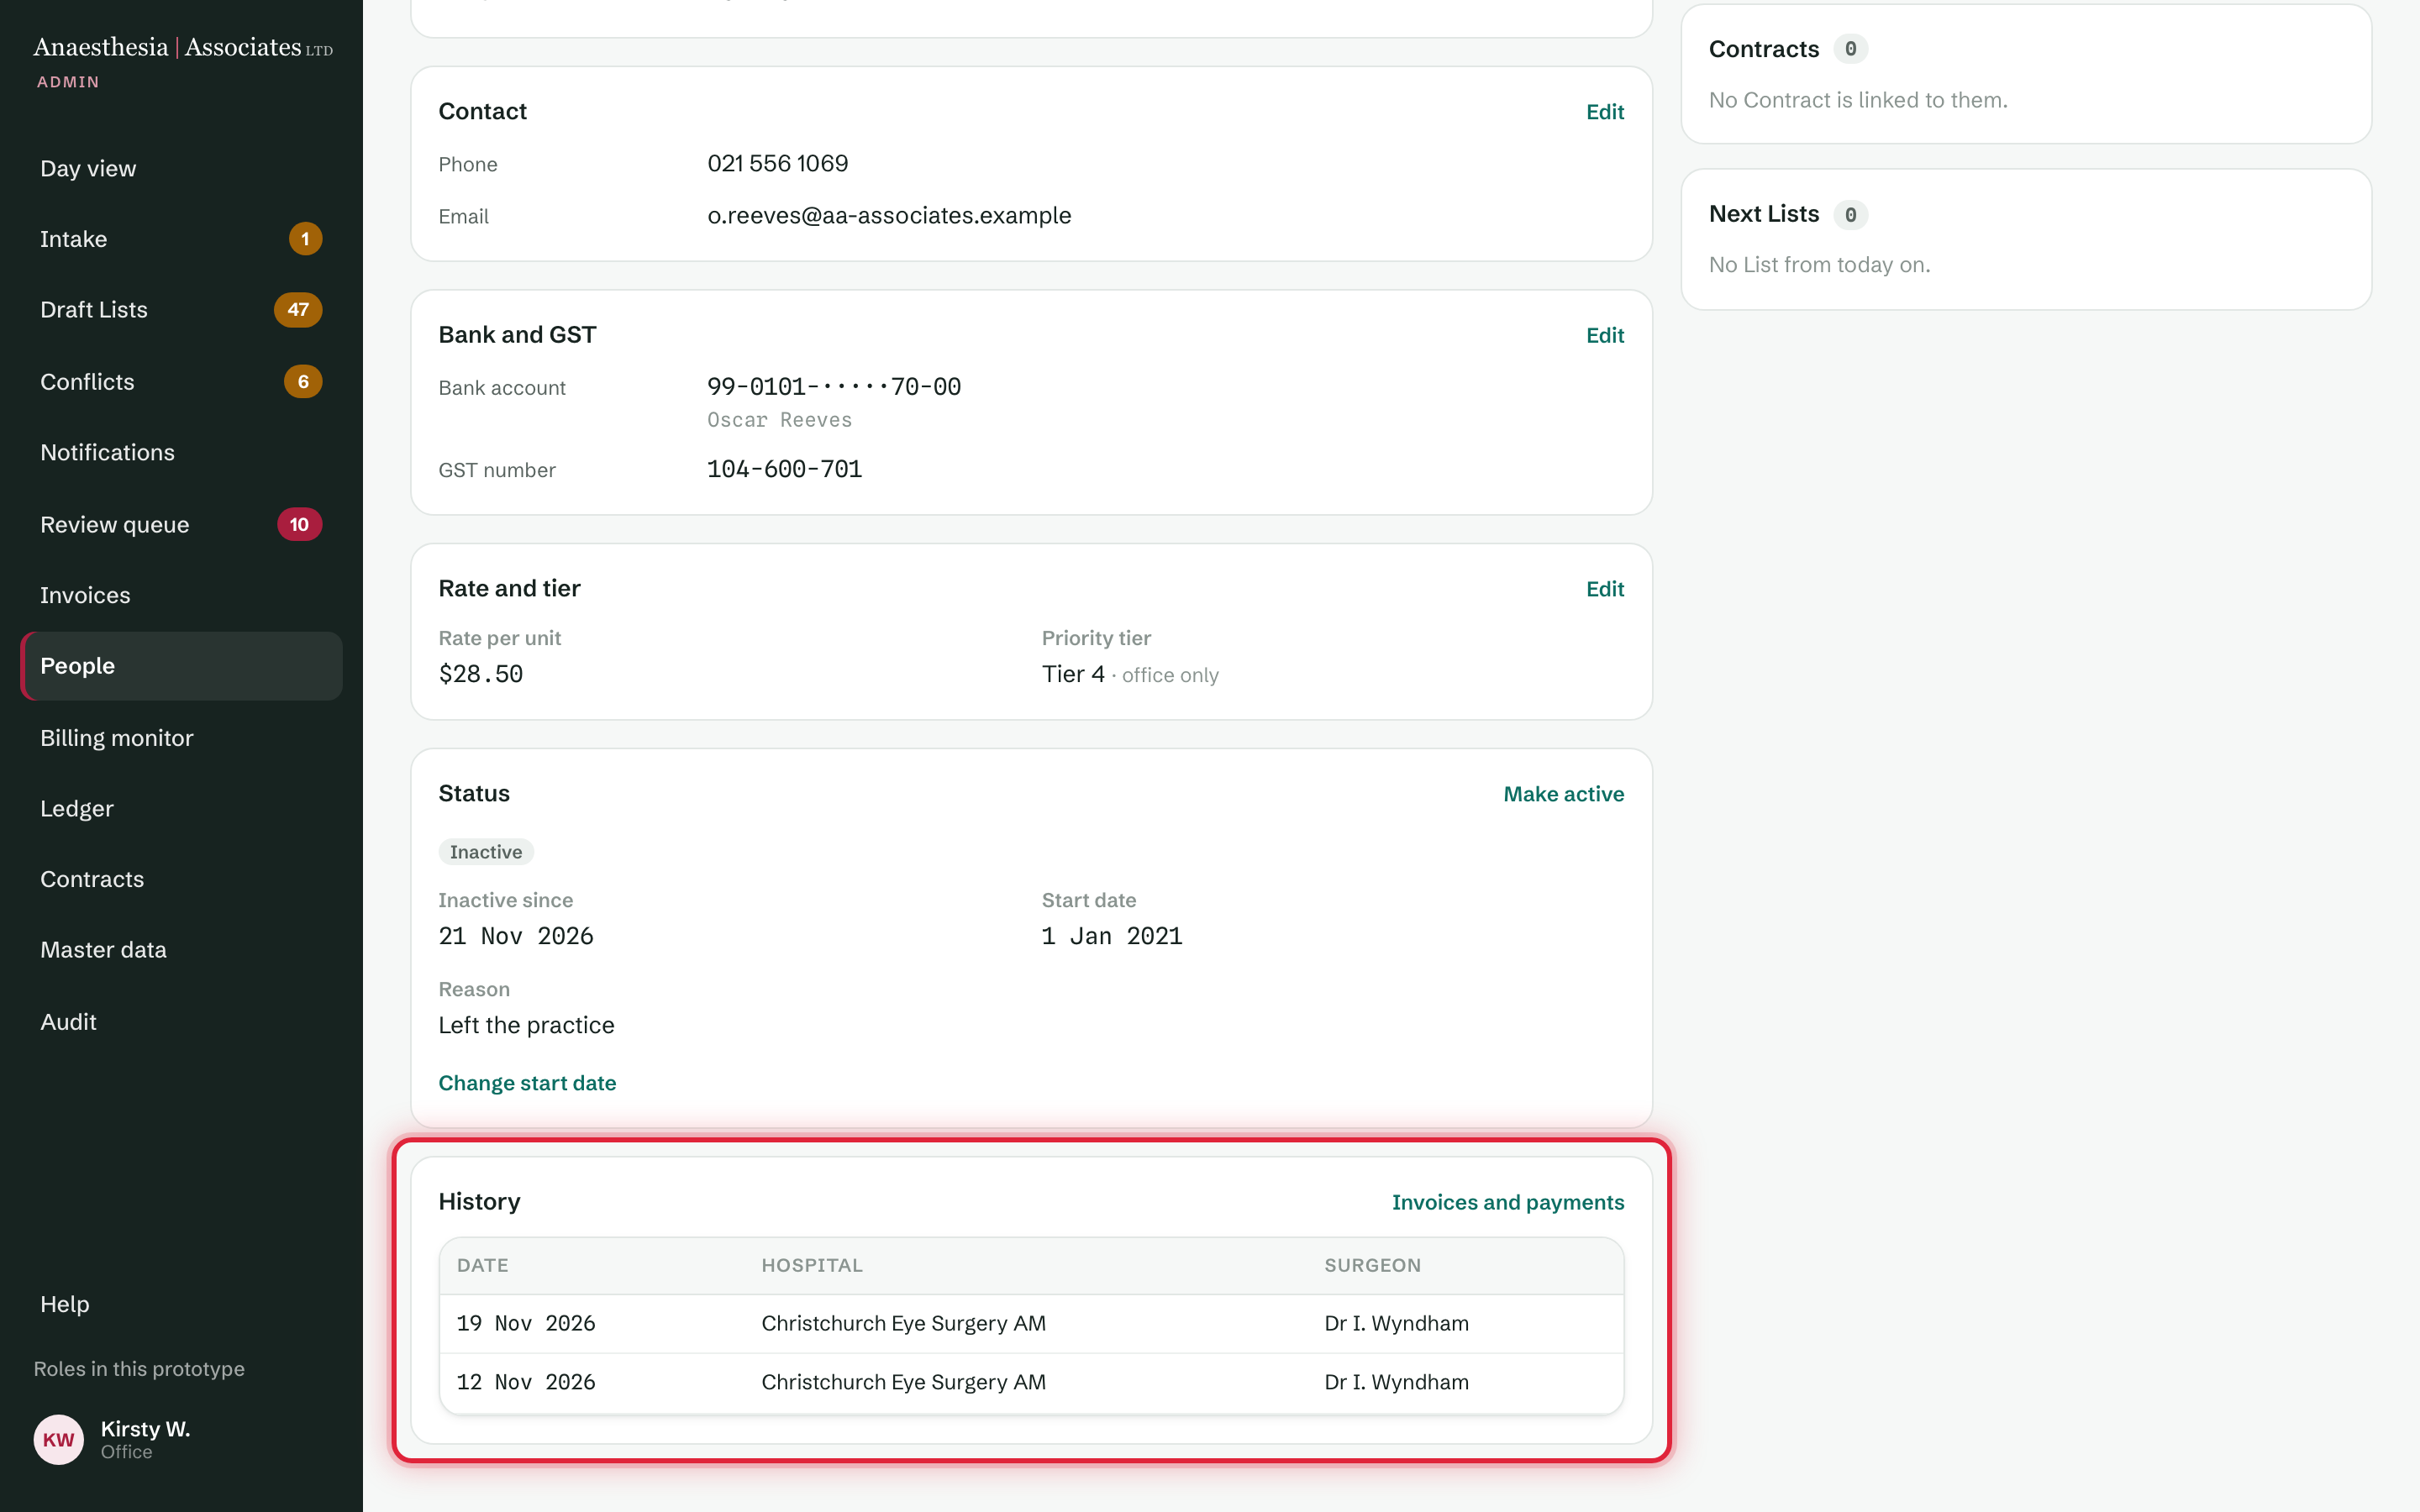 Anaesthesia | Associates LTD
ADMIN
Day view
Intake 1
Draft Lists 47
Conflicts 6
Notifications
Review queue 10
Invoices
People
Billing monitor
Ledger
Contracts
Master data
Audit
Help
Roles in this prototype
KW
Kirsty W.
Office
Contact Edit
Phone 021 556 1069
Email o.reeves@aa-associates.example
Bank and GST Edit
Bank account 99-0101-·····70-00
Oscar Reeves
GST number 104-600-701
Rate and tier Edit
Rate per unit Priority tier
$28.50 Tier 4 · office only
Status Make active
Inactive
Inactive since Start date
21 Nov 2026 1 Jan 2021
Reason
Left the practice
Change start date
History Invoices and payments
DATE HOSPITAL SURGEON
19 Nov 2026 Christchurch Eye Surgery AM Dr I. Wyndham
12 Nov 2026 Christchurch Eye Surgery AM Dr I. Wyndham
Contracts 0
No Contract is linked to them.
Next Lists 0
No List from today on.